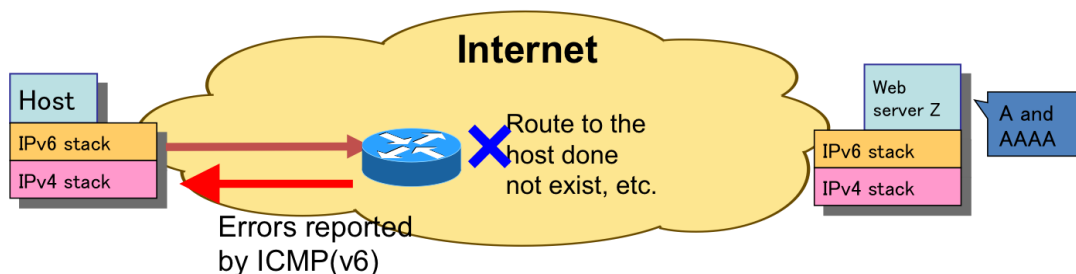 Internet
Host
IPv6 stack
IPv4 stack
Route to the
host done
not exist, etc.
Errors reported
by ICMP(v6)
Web
server Z
IPv6 stack
IPv4 stack
A and
AAAA